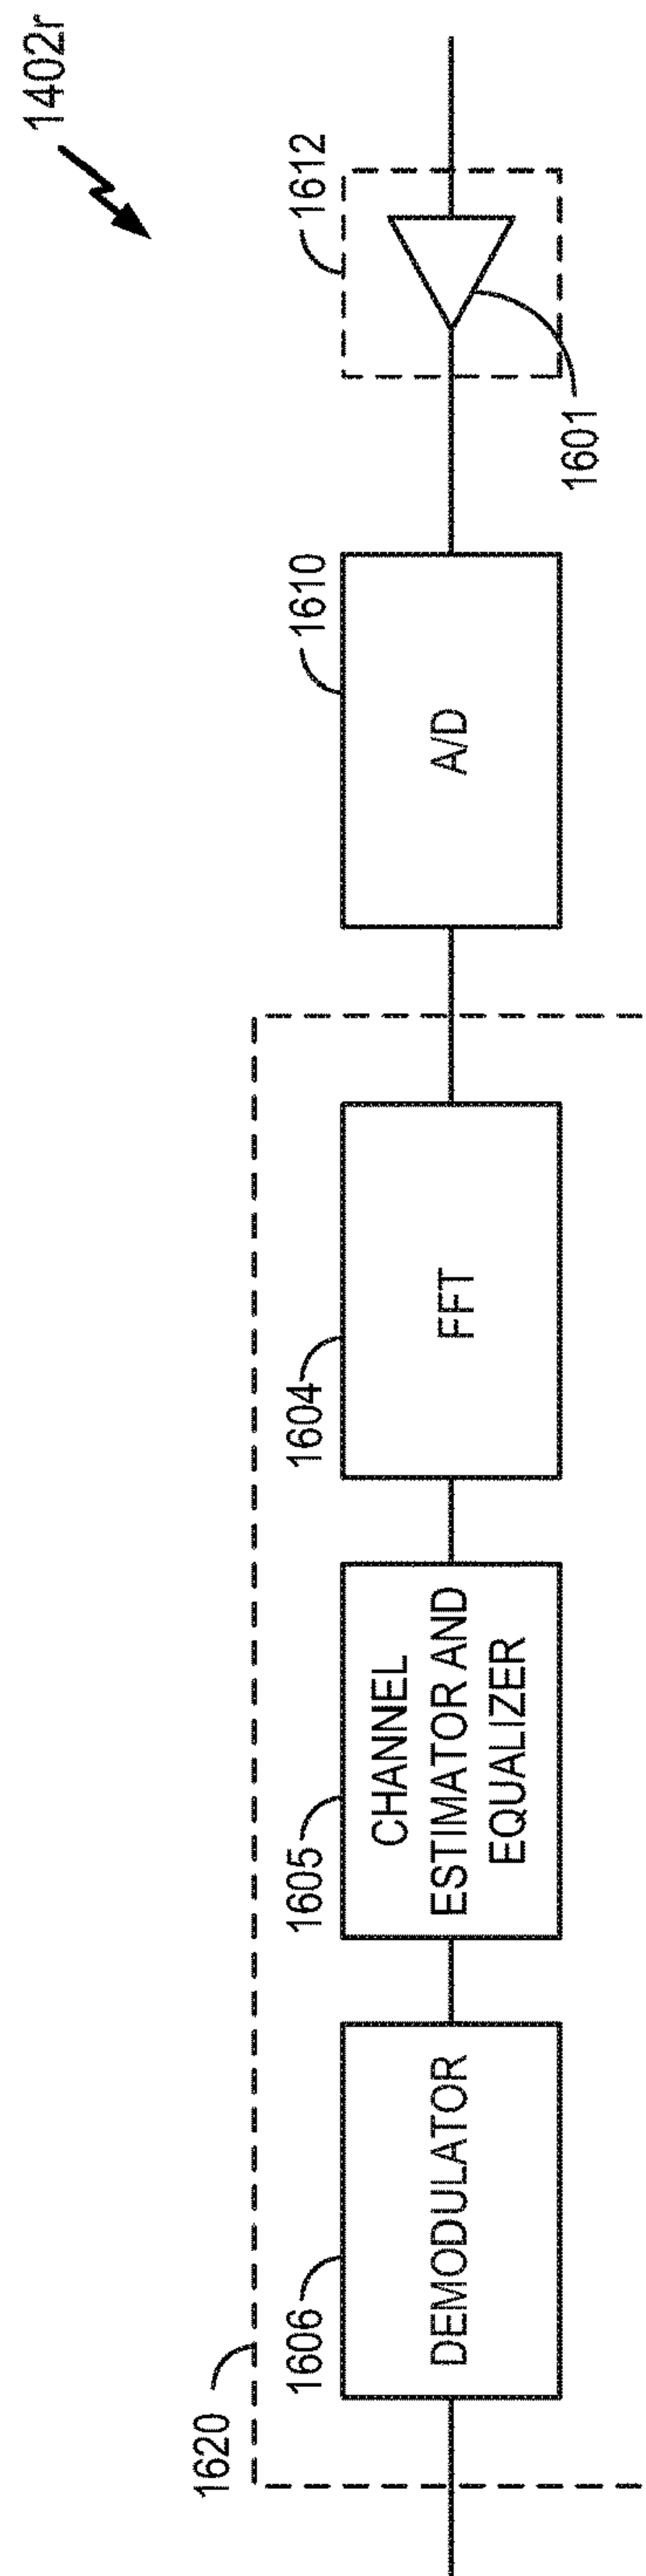 1402r
1620
1606
DEMODULATOR
1605
CHANNEL
ESTIMATOR AND
EQUALIZER
1604
FFT
1610
A/D
1612
1601